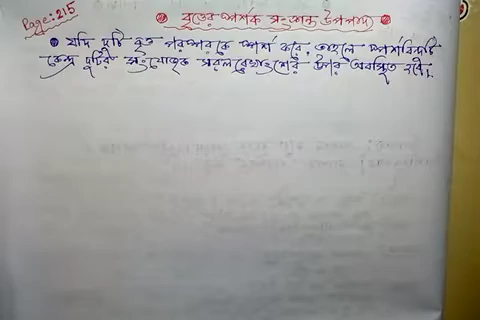 Page:215
বৃত্তের স্পর্শক সংক্রান্ত উপপাদ্য
যদি দুটি বৃত্ত পরস্পরকে স্পর্শ করে, তাহলে স্পর্শবিন্দুটি
কেন্দ্র দুটির সংযোজক সরলরেখাংশের উপর অবস্থিত হবে।